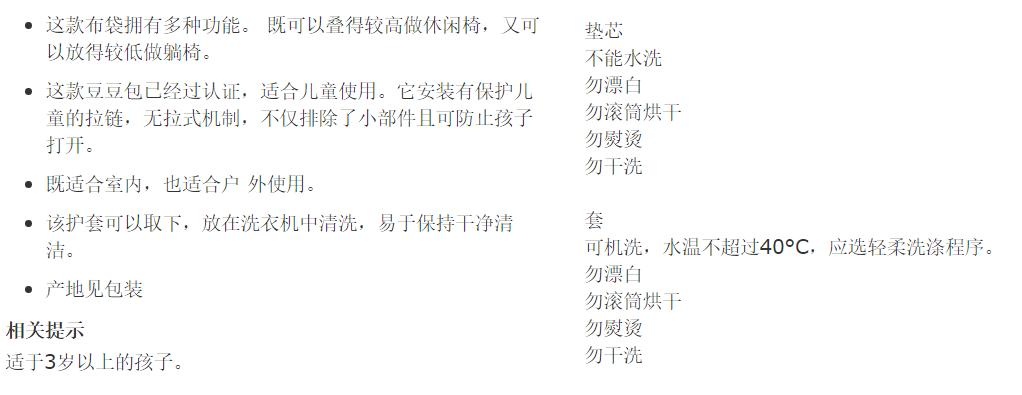 这款布袋拥有多种功能。 既可以叠得较高做休闲椅，又可
以放得较低做躺椅。
这款豆豆包已经过认证，适合儿童使用。它安装有保护儿
童的拉链，无拉式机制，不仅排除了小部件且可防止孩子
打开。
既适合室内，也适合户 外使用。
该护套可以取下，放在洗衣机中清洗，易于保持干净清
洁。
产地见包装
相关提示
适于3岁以上的孩子。
垫芯
不能水洗
勿漂白
勿滚筒烘干
勿熨烫
勿干洗
套
可机洗，水温不超过40°C，应选轻柔洗涤程序。
勿漂白
勿滚筒烘干
勿熨烫
勿干洗